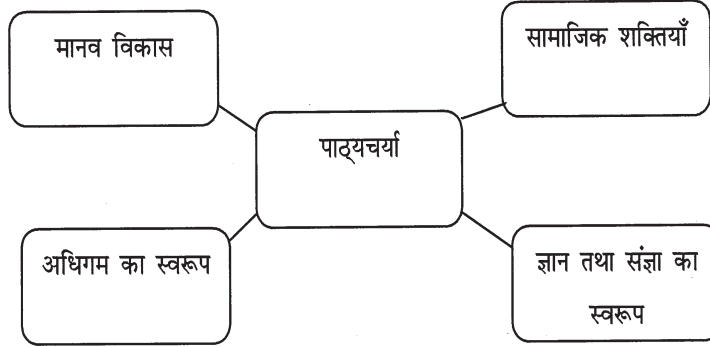 मानव विकास
सामाजिक शक्तियाँ
पाठ्यचर्या
अधिगम का स्वरूप
ज्ञान तथा संज्ञा का
स्वरूप